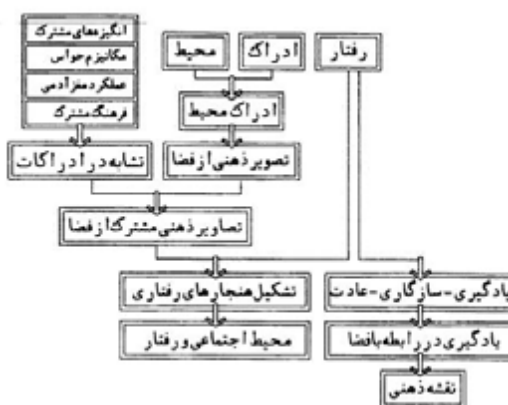 رفتار
ادراک
محیط
انگیزه‌های مشترک
مکانیزم حواس
عملکرد مغز آدمی
فرهنگ مشترک
ادراک محیط
تصویر ذهنی از فضا
تشابه در ادراکات
تصاویر ذهنی مشترک از فضا
یادگیری-سازگاری-عادت
تشکیل هنجارهای رفتاری
یادگیری در رابطه با فضا
محیط اجتماعی و رفتار
نقشه ذهنی